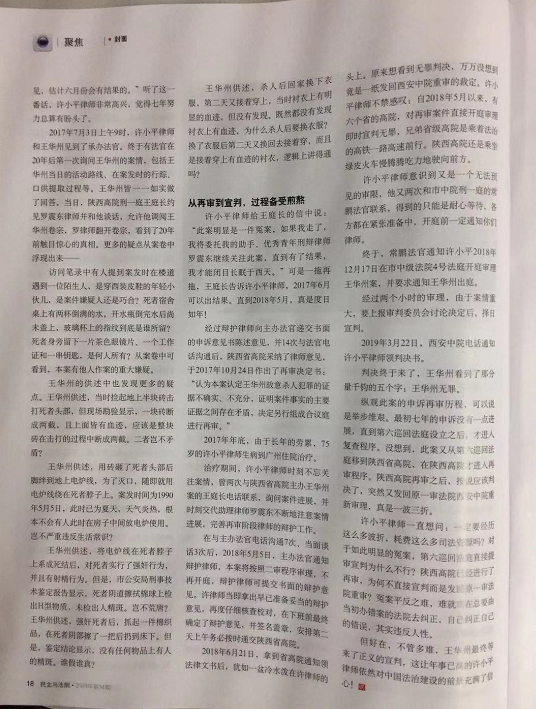 聚焦
封面
见，估计六月份会有结果的。”听了这一
番话，许小平律师非常高兴，觉得七年努
力总算有盼头了。
2017年7月3日上午9时，许小平律师
和王华州见到了承办法官。终于有法官在
20年后第一次询问王华州的案情，包括王
华州当日的活动路线、在案发时的行踪、
口供提取过程等，王华州皆一一如实做
了回答。当日，陕西高院刑一庭王庭长约
见罗震东律师并和他谈话，允许他调阅王
华州卷宗，罗律师翻开卷宗，看到了20年
前触目惊心的真相。更多的疑点从案卷中
浮现出来——
访问笔录中有人提到案发时在楼道
遇到一位陌生人，是穿西装皮鞋的年轻小
伙儿，是案件嫌疑人还是巧合？死者宿舍
桌上有两杯倒满的水，开水瓶倒完水后尚
未盖上，玻璃杯上的指纹到底是谁所留？
死者身旁留下一片茶色眼镜片、一个工作
证和一串钥匙，是何人所有？从案卷中可
看到，本案有他人作案的重大嫌疑。
王华州的供述中也发现更多的疑
点。王华州供述，当时捡起地上半块砖击
打死者头部，但现场勘验显示，一块砖断
成两截，且上面皆有血迹，应该是整块
砖在击打的过程中断成两截。二者岂不矛
盾？
王华州供述，用砖砸了死者头部后
脚绊到地上电炉线，为了灭口，随即就用
电炉线绕在死者脖子上。案发时间为1990
年5月5日，此时已为夏天，天气炎热，根
本不会有人此时在房子中间放电炉使用。
岂不严重违反生活常识？
王华州供述，将电炉线在死者脖子
上系成死结后，对死者实行了强奸行为，
并且有射精行为。但是，市公安局刑事技
术鉴定报告显示，死者阴道擦拭棉球上检
出H型物质，未检出人精斑。岂不荒唐？
王华州供述，强奸死者后，抓起一件棉织
品，在死者阴部擦了一把后扔到床下。但
是，鉴定结论显示，没有任何物品上有人
的精斑。谁假谁真？
王华州供述，杀人后回家换下衣
服，第二天又接着穿上，当时衬衣上有明
显的血迹，但没有发现，既然都没有发现
衬衣上有血迹，为什么杀人后要换衣服？
换了衣服后第二天又换回去接着穿，而且
是接着穿上有血迹的衬衣，逻辑上讲得通
吗？
从再审到宣判，过程备受煎熬
许小平律师给王庭长的信中说：
“此案明显是一件冤案。如果我走了，
我将委托我的助手、优秀青年刑辩律师
罗震东继续关注此案，直到有了结果，
我才能闭目长眠于西天。”可是一拖再
拖，王庭长告诉许小平律师，2017年6月
可以出结果。直到2018年5月，真是度日
如年！
经过辩护律师向主办法官递交书面
的申诉意见书陈述意见，并14次与法官电
话沟通后，陕西省高院采纳了律师意见，
于2017年10月24日作出了再审决定书：
“认为本案认定王华州故意杀人犯罪的证
据不确实、不充分，证明案件事实的主要
证据之间存在矛盾、决定另行组成合议庭
进行再审。”
2017年年底，由于长年的劳累，75
岁的许小平律师生病到广州住院治疗。
治疗期间，许小平律师时刻不忘关
注案情，曾两次与陕西省高院主办王华州
案的王庭长电话联系，询问案件进展，并
时刻交代助理律师罗震东不断地注意案情
进展，完善再审阶段律师的辩护工作。
在与主办法官电话沟通7次，当面谈
话3次后，2018年5月5日，主办法官通知
辩护律师，本案将按照二审程序审理，不
再开庭，辩护律师可提交书面的辩护意
见。许律师当即拿出早已准备妥当的辩护
意见，再度仔细核查校对，在下班前最终
确定了辩护意见，并签名盖章，安排第二
天上午务必按时递交陕西省高院。
2018年6月21日，拿到省高院通知领
法律文书后，犹如一盆冷水泼在许律师的
头上。原来想看到无罪判决，万万没想到
竟是一纸发回西安中院重审的裁定。许小
平律师不禁感叹：自2018年5月以来，有
六个省的高院，对再审案件直接开庭审理
即时宣判无罪，兄弟省级高院是乘着法治
的高铁一路高速前行。陕西高院还是乘坐
绿皮火车慢腾腾吃力地驶向前方。
许小平律师意识到又是一个无法预
见的审限，他又两次和市中院刑一庭的常
鹏法官联系，得到的只能是耐心等待，各
方都在紧张准备中，开庭前一定通知你们
律师。
终于，常鹏法官通知许小平2018年
12月17日在市中级法院4号法庭开庭审理
王华州案，并要求通知王华州出庭。
经过两个小时的审理，由于案情重
大，要上报审判委员会讨论决定后，择日
宣判。
2019年3月22日，西安中院电话通知
许小平律师领判决书。
判决终于来了，王华州看到了那分
量千钧的五个字：王华州无罪。
纵观此案的申诉再审历程，可以说
是举步维艰。最初七年的申诉没有一点进
展，直到第六巡回法庭设立之后，才进入
复查程序。没想到，此案又从第六巡回法
庭移到陕西省高院，在陕西高院才进入再
审程序。陕西高院再审之后，按说应该判
决了，突然又发回原一审法院西安中院重
新审理，真是一波三折。
许小平律师一直想问：一定要经历
这么多波折，耗费这么多司法资源吗？对
于如此明显的冤案，第六巡回法庭直接提
审宣判为什么不行？陕西高院已经进行了
再审，为何不直接宣判而是发回原一审法
院重审？冤案平反之难，难就难在总要由
当初办错案的法院去纠正，自己纠正自己
的错误，其实违反人性。
但好在，不管多难，王华州最终等
来了正义的宣判，这让年事已高的许小平
律师依然对中国法治建设的前景充满了信
心！
18 民主与法制·2019年第14期